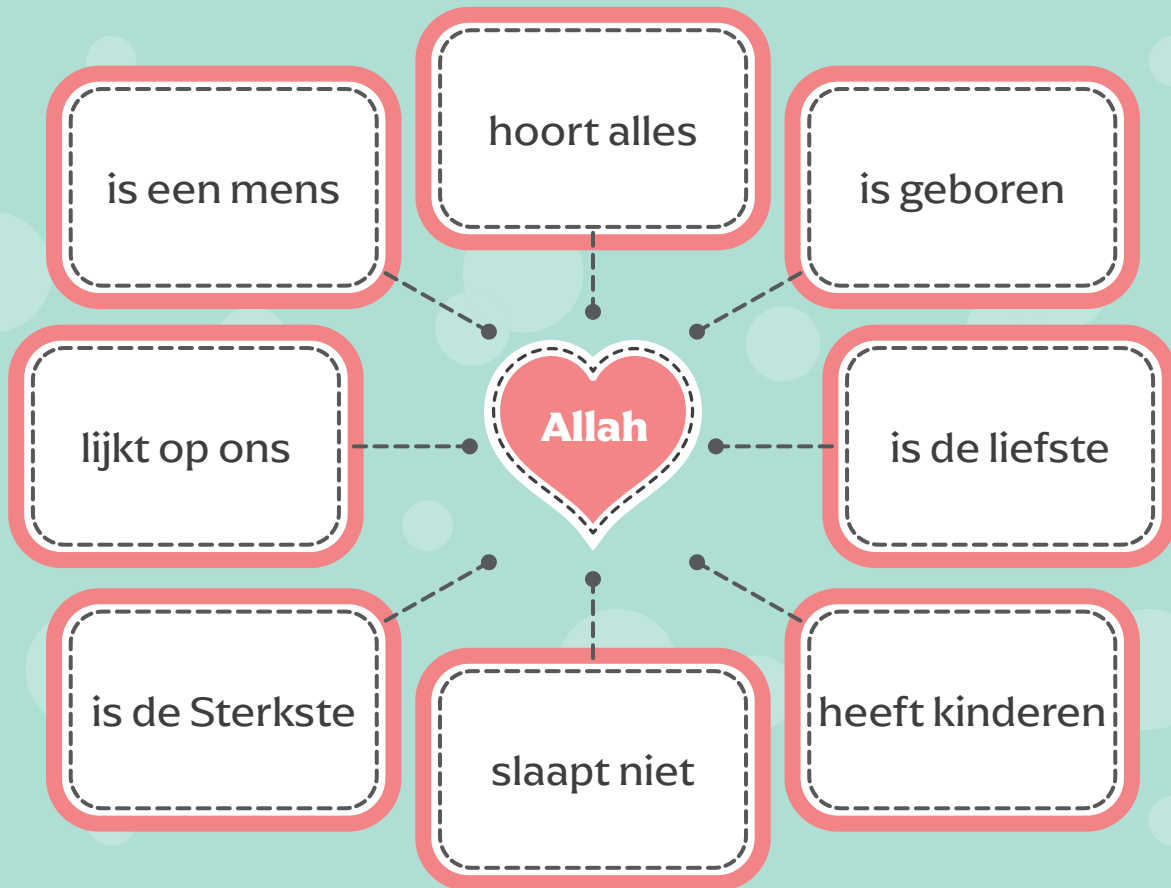 hoort alles
is een mens
is geboren
Allah
lijkt op ons
is de liefste
is de Sterkste
heeft kinderen
slaapt niet